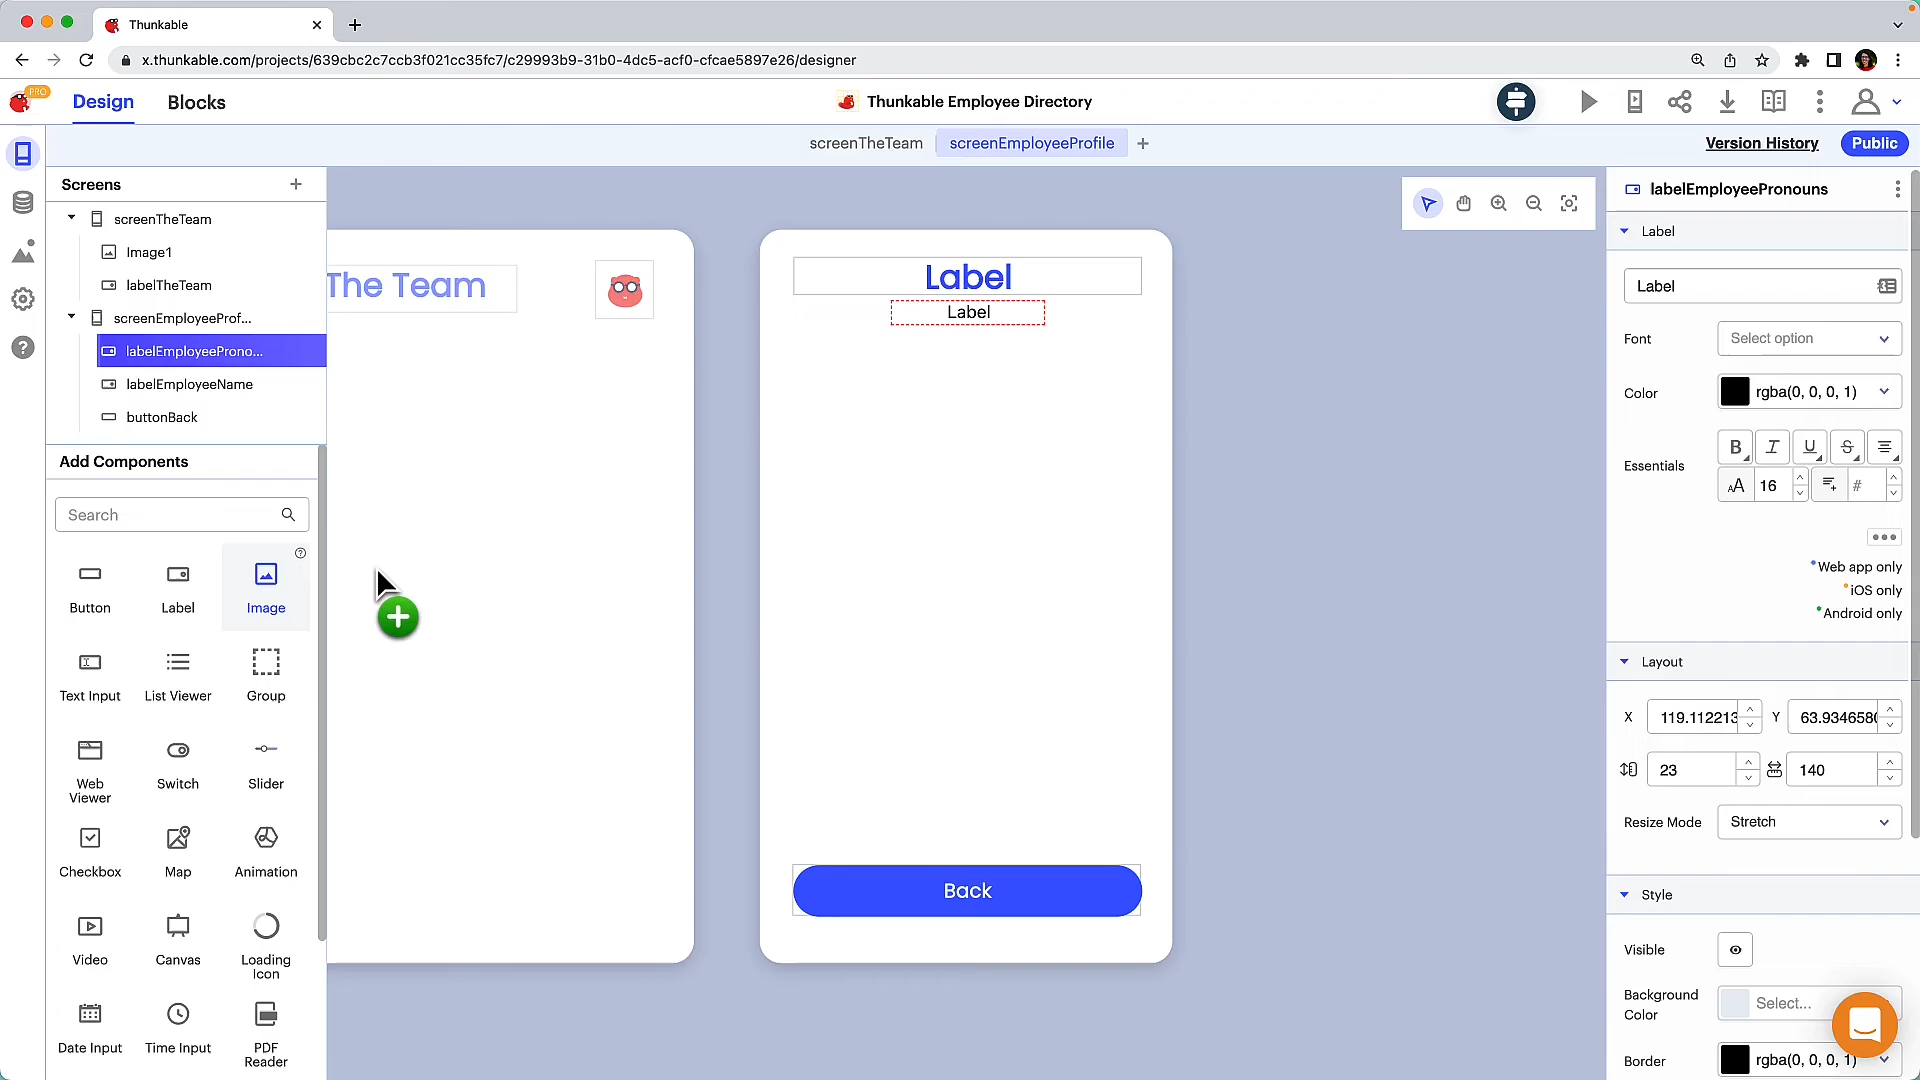 Thunkable
x.thunkable.com/projects/639cbc2c7ccb3f021cc35fc7/c29993b9-31b0-4dc5-acf0-cfcae5897e26/designer
PRO
Design
Blocks
Thunkable Employee Directory
screenTheTeam
screenEmployeeProfile
Version History
Public
Screens
screenTheTeam
Image1
labelTheTeam
screenEmployeeProf...
labelEmployeeProno...
labelEmployeeName
buttonBack
Add Components
Search
Button
Label
Image
Text Input
List Viewer
Group
Web
Viewer
Switch
Slider
Checkbox
Map
Animation
Video
Canvas
Loading
Icon
Date Input
Time Input
PDF
Reader
The Team
Label
Label
Back
labelEmployeePronouns
Label
Label
Font
Select option
Color
rgba(0, 0, 0, 1)
Essentials
B I U S
AA 16 #
Web app only
iOS only
Android only
Layout
X 119.112213 Y 63.9346580
23 140
Resize Mode
Stretch
Style
Visible
Background
Color
Select...
Border
rgba(0, 0, 0, 1)